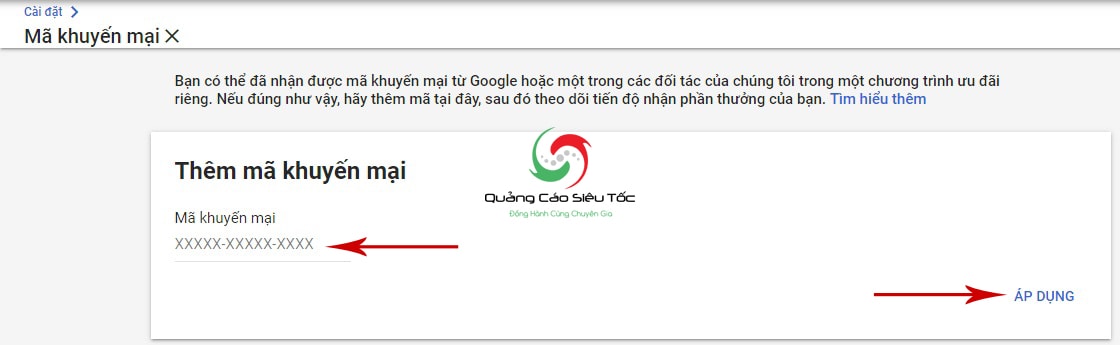 Cài đặt
Mã khuyến mại
Bạn có thể đã nhận được mã khuyến mại từ Google hoặc một trong các đối tác của chúng tôi trong một chương trình ưu đãi
riêng. Nếu đúng như vậy, hãy thêm mã tại đây, sau đó theo dõi tiến độ nhận phần thưởng của bạn. Tìm hiểu thêm
Thêm mã khuyến mại
Quảng Cáo Siêu Tốc
Đồng Hành Cùng Chuyên Gia
Mã khuyến mại
XXXXX-XXXXX-XXXX
ÁP DỤNG